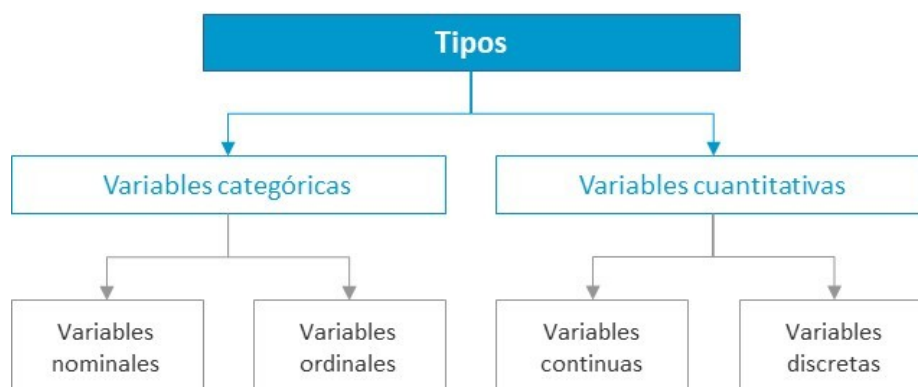 Tipos
Variables categóricas
Variables cuantitativas
Variables
nominales
Variables
ordinales
Variables
continuas
Variables
discretas